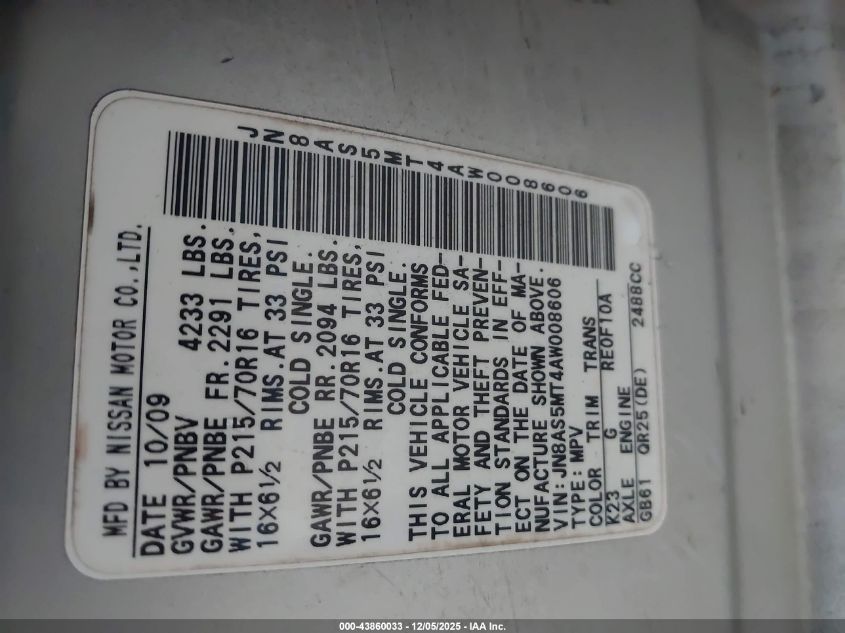 JN8AS5MT4AW008606
MFD BY NISSAN MOTOR CO.,LTD.
DATE 10/09
GVWR/PNBV 4233 LBS.
GAWR/PNBE FR. 2291 LBS.
WITH P215/70R16 TIRES,
16X6½ RIMS.AT 33 PSI
COLD SINGLE.
GAWR/PNBE RR. 2094 LBS.
WITH P215/70R16 TIRES,
16X6½ RIMS.AT 33 PSI
COLD SINGLE.
THIS VEHICLE CONFORMS
TO ALL APPLICABLE FED-
ERAL MOTOR VEHICLE SA-
FETY AND THEFT PREVEN-
TION STANDARDS IN EFF-
ECT ON THE DATE OF MA-
NUFACTURE SHOWN ABOVE.
VIN:JN8AS5MT4AW008606
TYPE: MPV
COLOR TRIM TRANS
K23 G REOF10A
AXLE ENGINE
GB61 QR25(DE) 2488CC
000-43860033 - 12/05/2025 - IAA Inc.